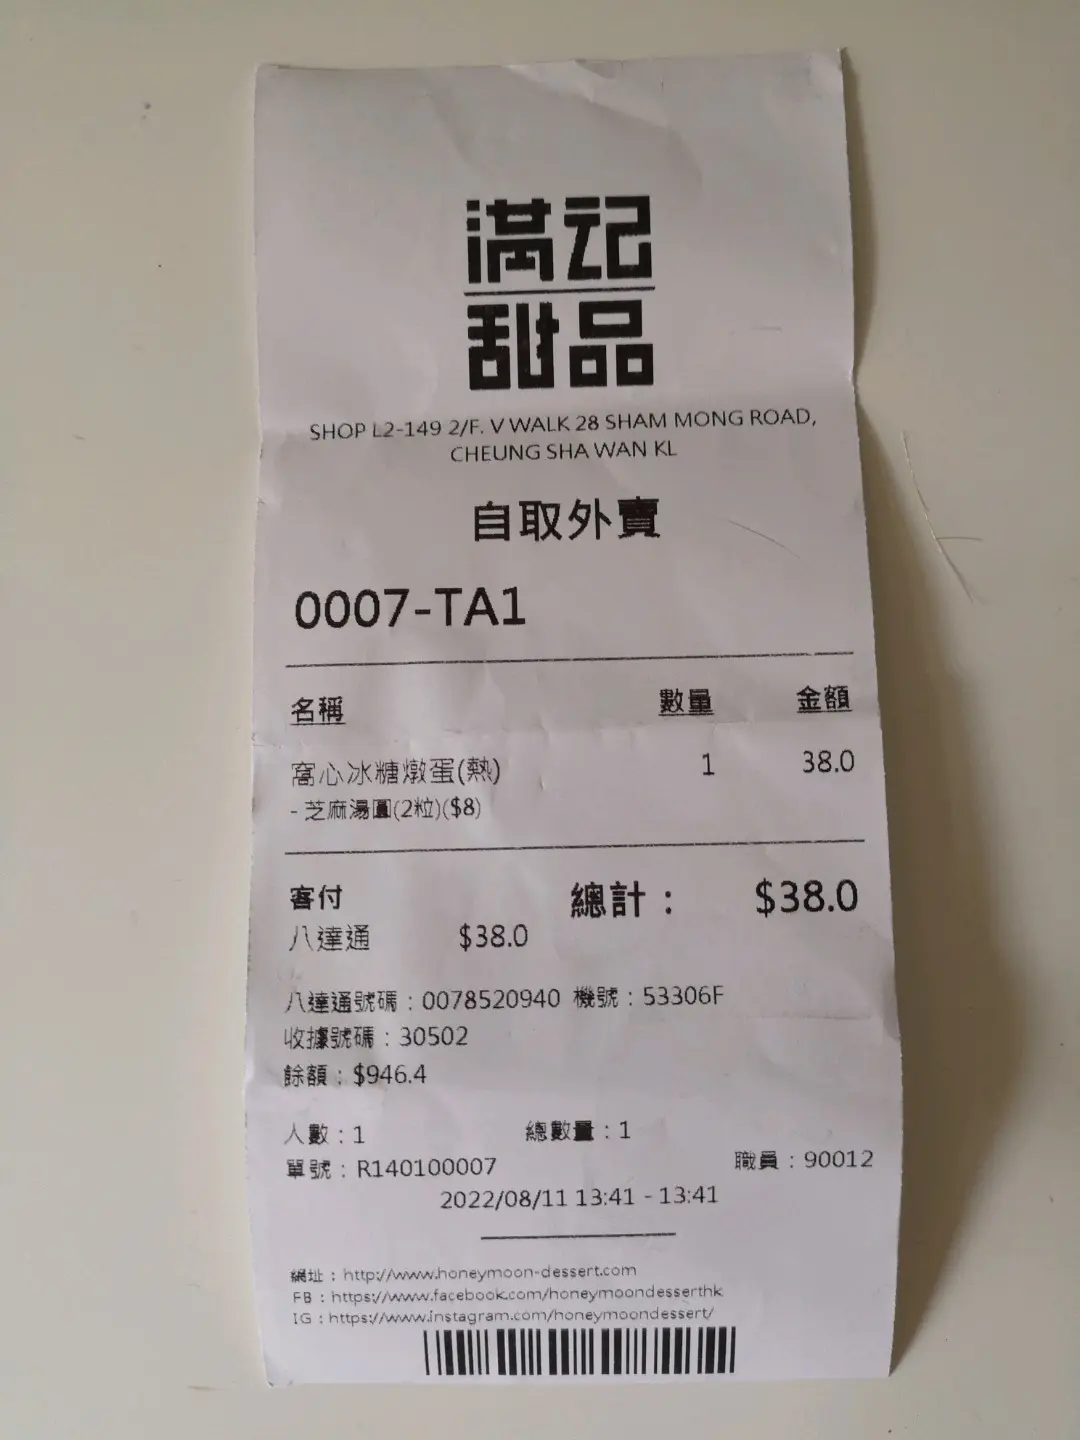 滿記
甜品
SHOP L2-149 2/F. V WALK 28 SHAM MONG ROAD,
CHEUNG SHA WAN KL
自取外賣
0007-TA1
名稱 數量 金額
窩心冰糖燉蛋(熱) 1 38.0
- 芝麻湯圓(2粒)($8)
客付 總計： $38.0
八達通 $38.0
八達通號碼：0078520940 機號：53306F
收據號碼：30502
餘額：$946.4
人數：1 總數量：1
單號：R140100007 職員：90012
2022/08/11 13:41 - 13:41
網址：http://www.honeymoon-dessert.com
FB：https://www.facebook.com/honeymoondesserthk
IG：https://www.instagram.com/honeymoondessert/